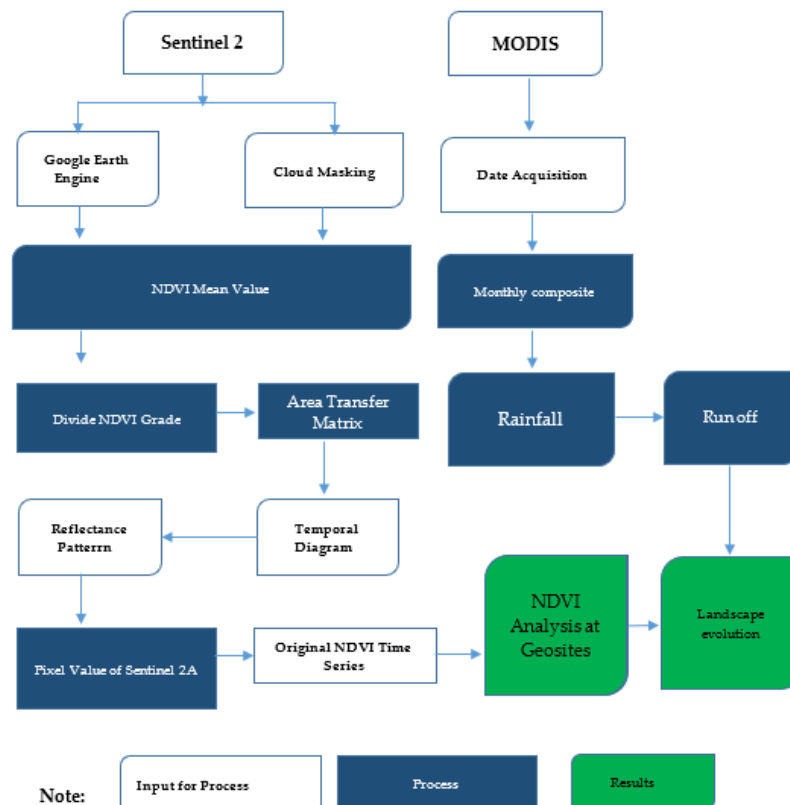 Sentinel 2
MODIS
Google Earth
Engine
Cloud Masking
Date Acquisition
NDVI Mean Value
Monthly composite
Divide NDVI Grade
Area Transfer
Matrix
Rainfall
Run off
Reflectance
Patterrn
Temporal
Diagram
NDVI
Analysis at
Geosites
Landscape
evolution
Pixel Value of Sentinel 2A
Original NDVI Time
Series
Note:
Input for Process
Process
Results